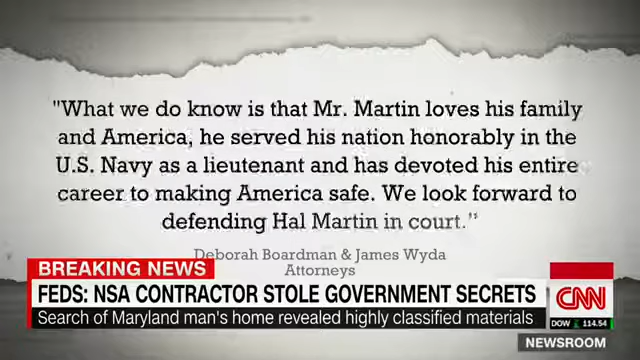 "What we do know is that Mr. Martin loves his family
and America, he served his nation honorably in the
U.S. Navy as a lieutenant and has devoted his entire
career to making America safe. We look forward to
defending Hal Martin in court."
Deborah Boardman & James Wyda
Attorneys
BREAKING NEWS
FEDS: NSA CONTRACTOR STOLE GOVERNMENT SECRETS
Search of Maryland man's home revealed highly classified materials
CNN
DOW 114.54
NEWSROOM